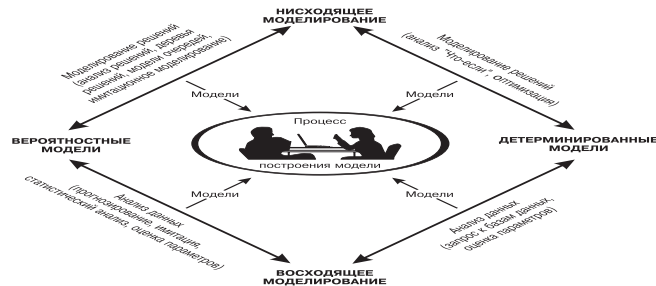 НИСХОДЯЩЕЕ
МОДЕЛИРОВАНИЕ
Моделирование решений
(анализ решений, деревья
решений, модели очередей,
имитационное моделирование)
Моделирование решений
(анализ "Что-если", оптимизация)
Модели
Модели
Процесс
построения модели
ВЕРОЯТНОСТНЫЕ
МОДЕЛИ
ДЕТЕРМИНИРОВАННЫЕ
МОДЕЛИ
Модели
Модели
Анализ данных
(прогнозирование, имитация,
статистический анализ, оценка параметров)
Анализ данных
(запрос к базам данных,
оценка параметров)
ВОСХОДЯЩЕЕ
МОДЕЛИРОВАНИЕ